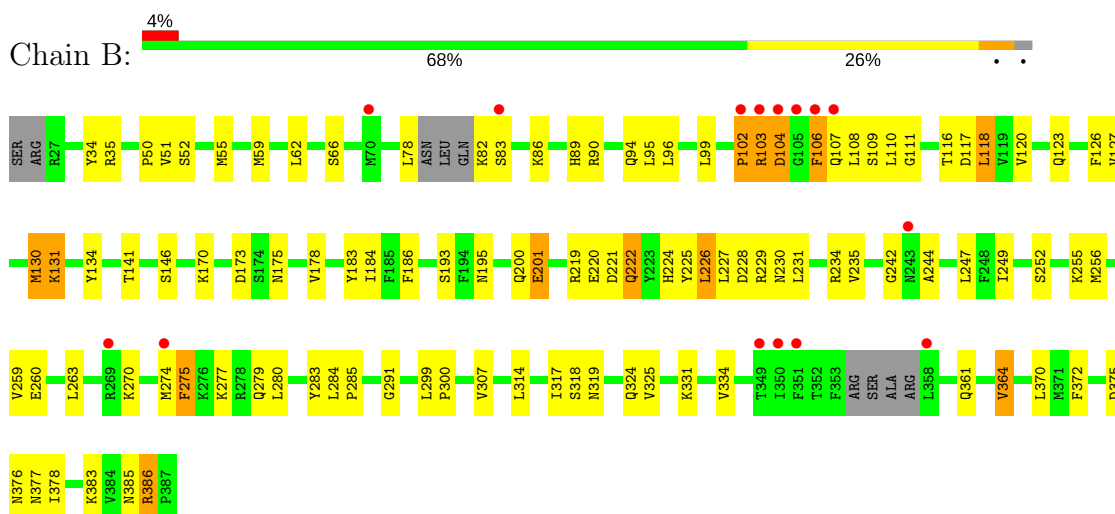 4%
Chain B:
68% 26% • •
SER ARG R27 Y34 R35 P50 V51 S52 M55 M59 L62 S66 M70 L78 ASN LEU GLN K82 S83 K86 H89 R90 Q94 L95 L96 L99 P102 R103 D104 G105 F106 Q107 L108 S109 L110 G111 T116 D117 L118 V119 V120 Q123 F126
M130 K131 Y134 T141 S146 K170 D173 S174 N175 V178 Y183 I184 F185 F186 S193 F194 N195 Q200 E201 R219 E220 D221 Q222 Y223 H224 Y225 L226 L227 D228 R229 N230 L231 R234 V235 G242 N243 A244 L247 F248 I249 S252 K255 M256
V259 E260 L263 R269 K270 M274 F275 K276 K277 R278 Q279 L280 Y283 L284 P285 G291 L299 P300 V307 L314 I317 S318 N319 Q324 V325 K331 V334 T349 I350 F351 T352 F353 ARG SER ALA ARG L358 Q361 V364 L370 M371 F372
N376 N377 I378 K383 V384 N385 R386 P387